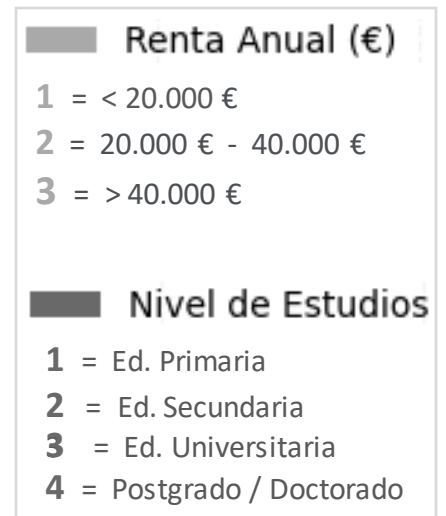 Renta Anual (€)
1 = < 20.000 €
2 = 20.000 € - 40.000 €
3 = > 40.000 €
Nivel de Estudios
1 = Ed. Primaria
2 = Ed. Secundaria
3 = Ed. Universitaria
4 = Postgrado / Doctorado